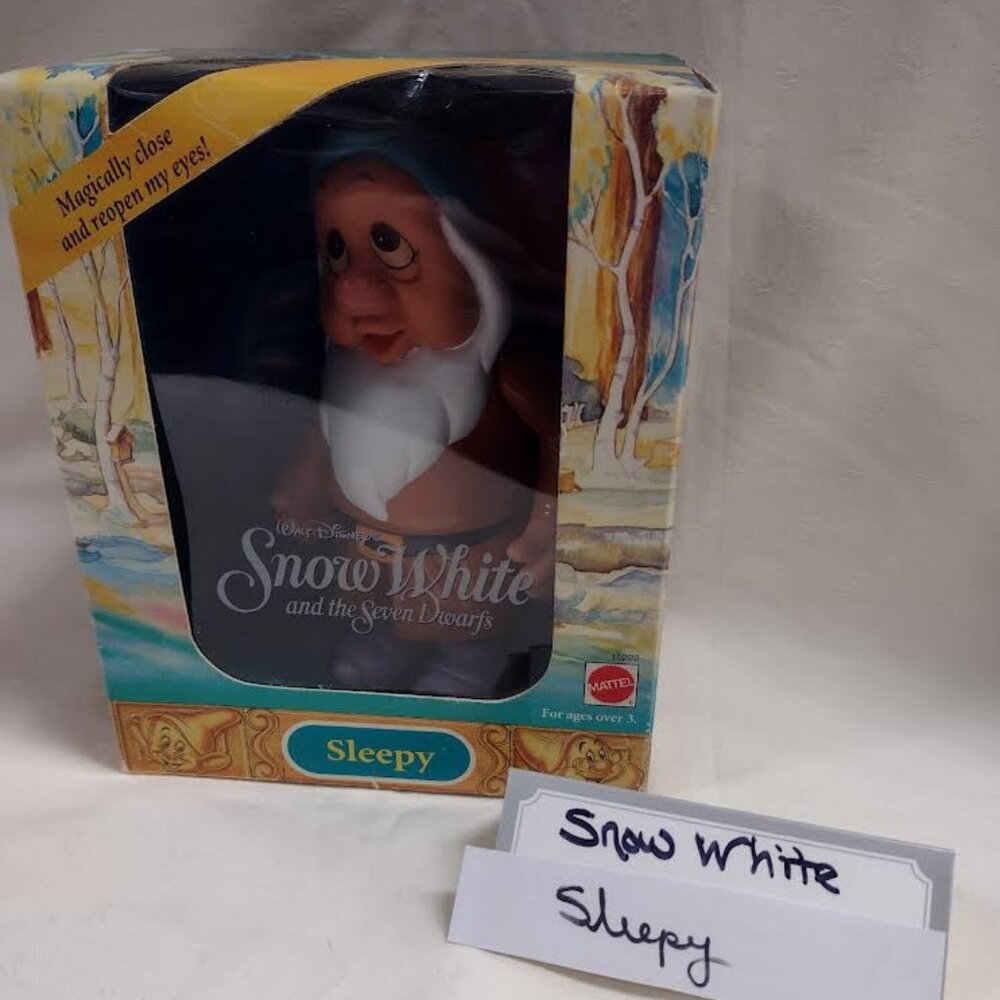 Magically close
and reopen my eyes!
WALT DISNEY'S
Snow White
and the Seven Dwarfs
MATTEL
For ages over 3.
Sleepy
Snow White
Sleepy